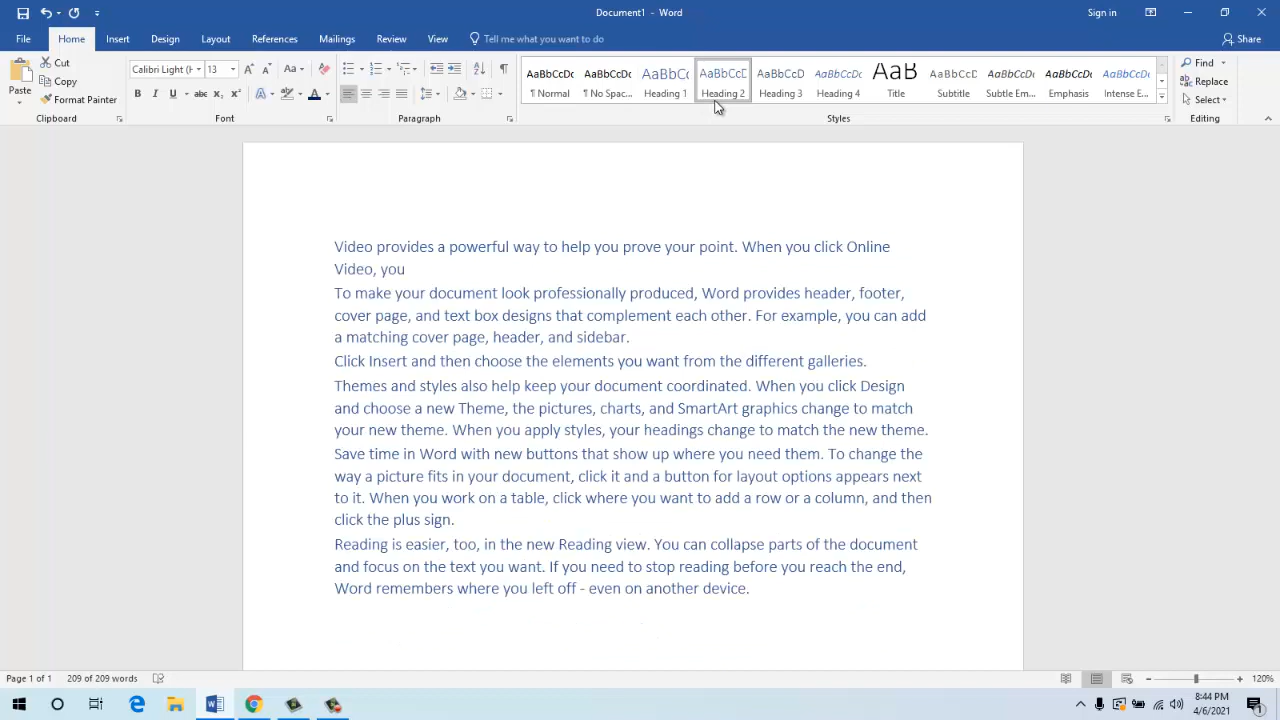 Document1 - Word
Sign in
File Home Insert Design Layout References Mailings Review View Tell me what you want to do Share
Paste
Cut
Copy
Format Painter
Clipboard
Calibri Light (H 13
Aa
B I U abc X₂ X² A A
Font
Paragraph
AaBbCcDc AaBbCcDc AaBbCc AaBbCcD AaBbCcD AaBbCcDc AaB AaBbCcD AaBbCcDc AaBbCcDc AaBbCcDc
¶ Normal ¶ No Spac... Heading 1 Heading 2 Heading 3 Heading 4 Title Subtitle Subtle Em... Emphasis Intense E...
Styles
Find
Replace
Select
Editing
Video provides a powerful way to help you prove your point. When you click Online
Video, you
To make your document look professionally produced, Word provides header, footer,
cover page, and text box designs that complement each other. For example, you can add
a matching cover page, header, and sidebar.
Click Insert and then choose the elements you want from the different galleries.
Themes and styles also help keep your document coordinated. When you click Design
and choose a new Theme, the pictures, charts, and SmartArt graphics change to match
your new theme. When you apply styles, your headings change to match the new theme.
Save time in Word with new buttons that show up where you need them. To change the
way a picture fits in your document, click it and a button for layout options appears next
to it. When you work on a table, click where you want to add a row or a column, and then
click the plus sign.
Reading is easier, too, in the new Reading view. You can collapse parts of the document
and focus on the text you want. If you need to stop reading before you reach the end,
Word remembers where you left off - even on another device.
Page 1 of 1 209 of 209 words 120%
8:44 PM
4/6/2021